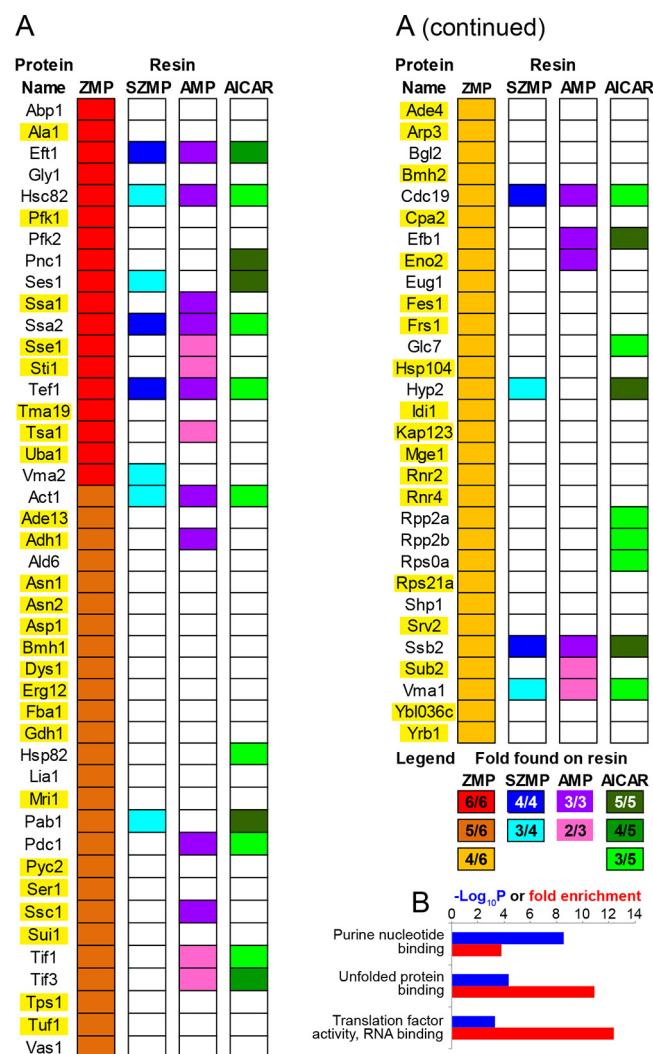 A
Protein Resin
Name ZMP SZMP AMP AICAR
Abp1
Ala1
Eft1
Gly1
Hsc82
Pfk1
Pfk2
Pnc1
Ses1
Ssa1
Ssa2
Sse1
Sti1
Tef1
Tma19
Tsa1
Uba1
Vma2
Act1
Ade13
Adh1
Ald6
Asn1
Asn2
Asp1
Bmh1
Dys1
Erg12
Fba1
Gdh1
Hsp82
Lia1
Mri1
Pab1
Pdc1
Pyc2
Ser1
Ssc1
Sui1
Tif1
Tif3
Tps1
Tuf1
Vas1
A (continued)
Protein Resin
Name ZMP SZMP AMP AICAR
Ade4
Arp3
Bgl2
Bmh2
Cdc19
Cpa2
Efb1
Eno2
Eug1
Fes1
Frs1
Glc7
Hsp104
Hyp2
Idi1
Kap123
Mge1
Rnr2
Rnr4
Rpp2a
Rpp2b
Rps0a
Rps21a
Shp1
Srv2
Ssb2
Sub2
Vma1
Ybl036c
Yrb1
Legend Fold found on resin
ZMP SZMP AMP AICAR
6/6 4/4 3/3 5/5
5/6 3/4 2/3 4/5
4/6 3/5
B
-Log10P or fold enrichment
0 2 4 6 8 10 12 14
Purine nucleotide
binding
Unfolded protein
binding
Translation factor
activity, RNA binding